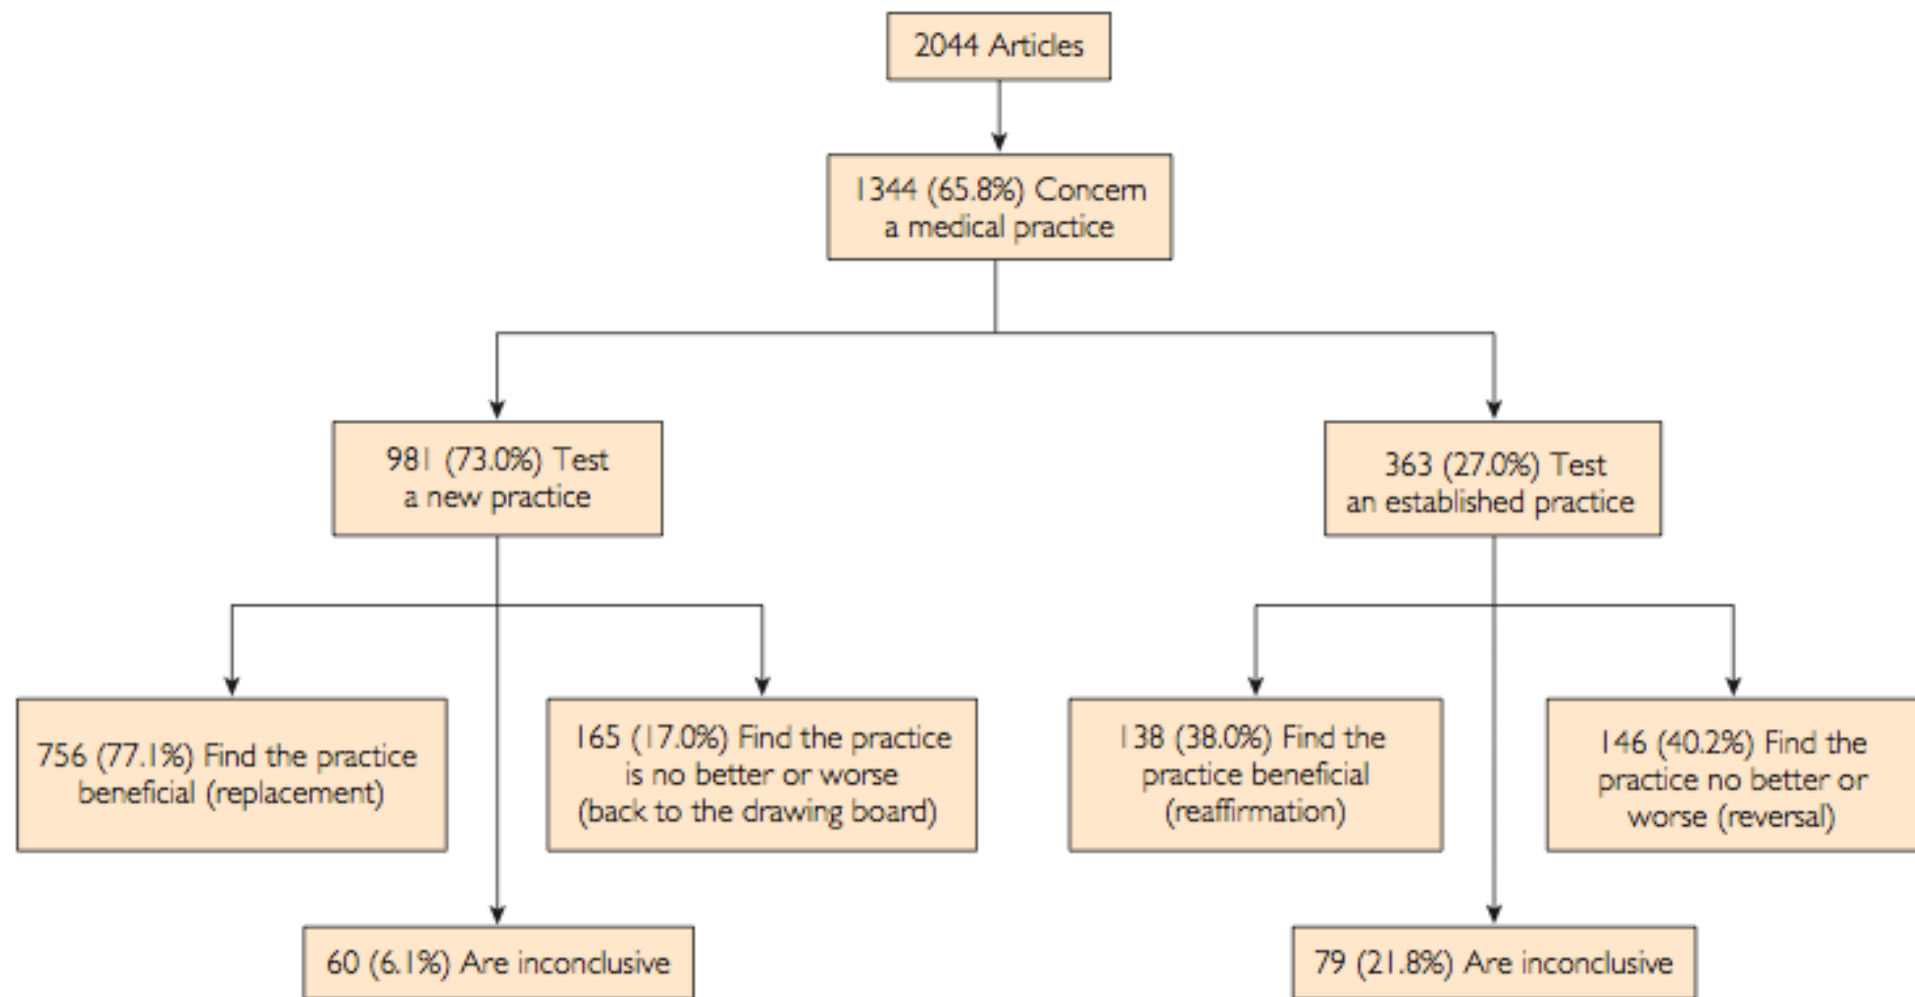 2044 Articles
1344 (65.8%) Concern
a medical practice
981 (73.0%) Test
a new practice
363 (27.0%) Test
an established practice
756 (77.1%) Find the practice
beneficial (replacement)
165 (17.0%) Find the practice
is no better or worse
(back to the drawing board)
138 (38.0%) Find the
practice beneficial
(reaffirmation)
146 (40.2%) Find the
practice no better or
worse (reversal)
60 (6.1%) Are inconclusive
79 (21.8%) Are inconclusive